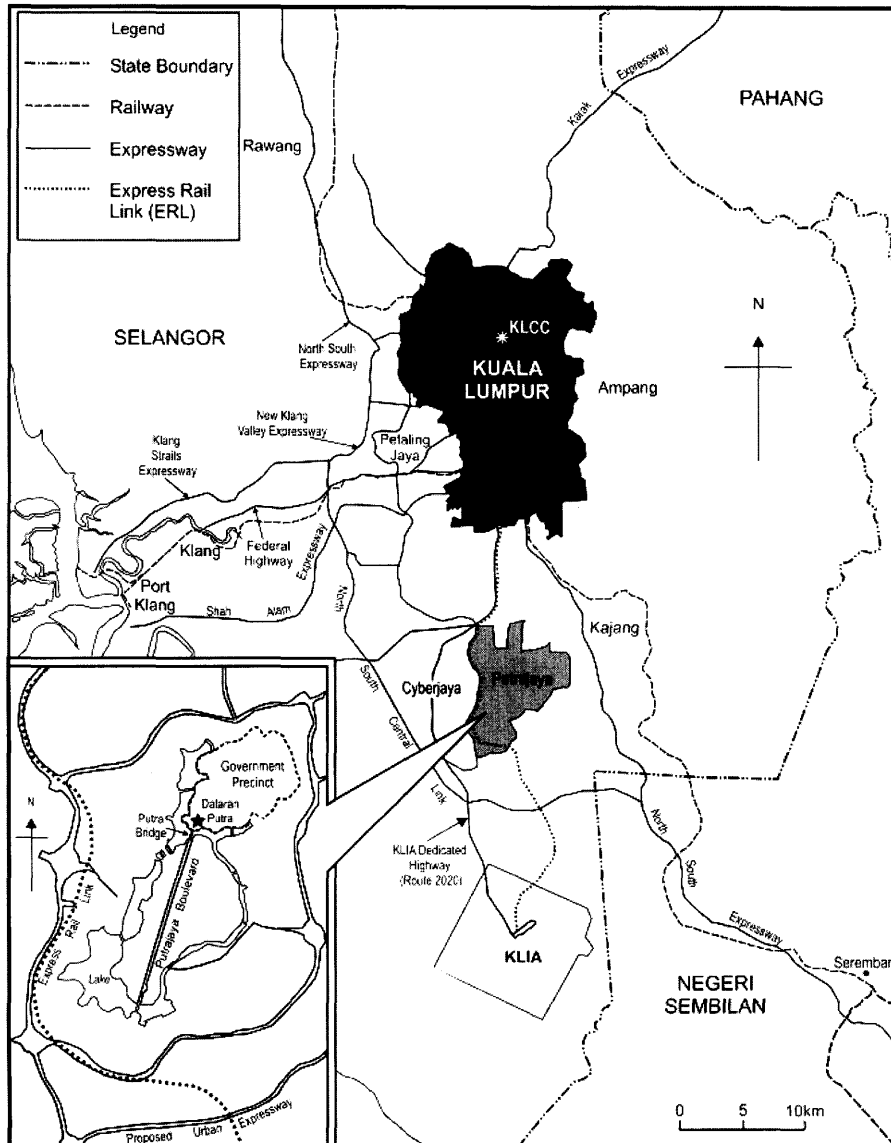 Legend
State Boundary
Railway
Expressway
Express Rail
Link (ERL)
Rawang
Karak
Expressway
PAHANG
SELANGOR
North South
Expressway
N
KLCC
KUALA
LUMPUR
Ampang
New Klang
Valley Expressway
Petaling
Jaya
Klang
Straits
Expressway
Klang
Federal
Highway
Port
Klang
Shah
Alam
Expressway
North
South
Central
Link
Kajang
Cyberjaya
Putrajaya
KLIA Dedicated
Highway
(Route 2020)
KLIA
North
South
Expressway
Seremban
NEGERI
SEMBILAN
0 5 10km
N
Government
Precinct
Dataran
Putra
Putra
Bridge
Putrajaya Boulevard
Express Rail Link
Lake
Proposed Urban Expressway